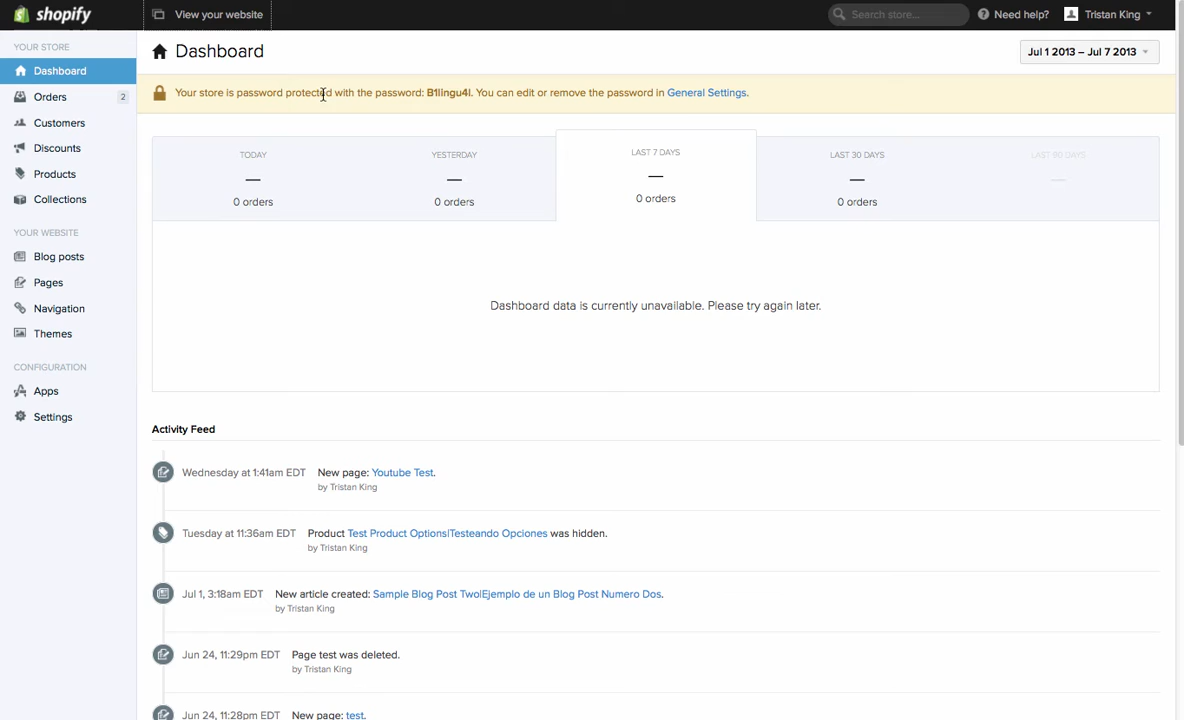 shopify
View your website
Search store...
Need help?
Tristan King
YOUR STORE
Dashboard
Jul 1 2013 – Jul 7 2013
Dashboard
Your store is password protected with the password: B1lingu4l. You can edit or remove the password in General Settings.
Orders
2
Customers
Discounts
Products
Collections
YOUR WEBSITE
Blog posts
Pages
Navigation
Themes
CONFIGURATION
Apps
Settings
TODAY
—
0 orders
YESTERDAY
—
0 orders
LAST 7 DAYS
—
0 orders
LAST 30 DAYS
—
0 orders
LAST 90 DAYS
—
Dashboard data is currently unavailable. Please try again later.
Activity Feed
Wednesday at 1:41am EDT New page: Youtube Test.
by Tristan King
Tuesday at 11:36am EDT Product Test Product Options|Testeando Opciones was hidden.
by Tristan King
Jul 1, 3:18am EDT New article created: Sample Blog Post Two|Ejemplo de un Blog Post Numero Dos.
by Tristan King
Jun 24, 11:29pm EDT Page test was deleted.
by Tristan King
Jun 24, 11:28pm EDT New page: test.